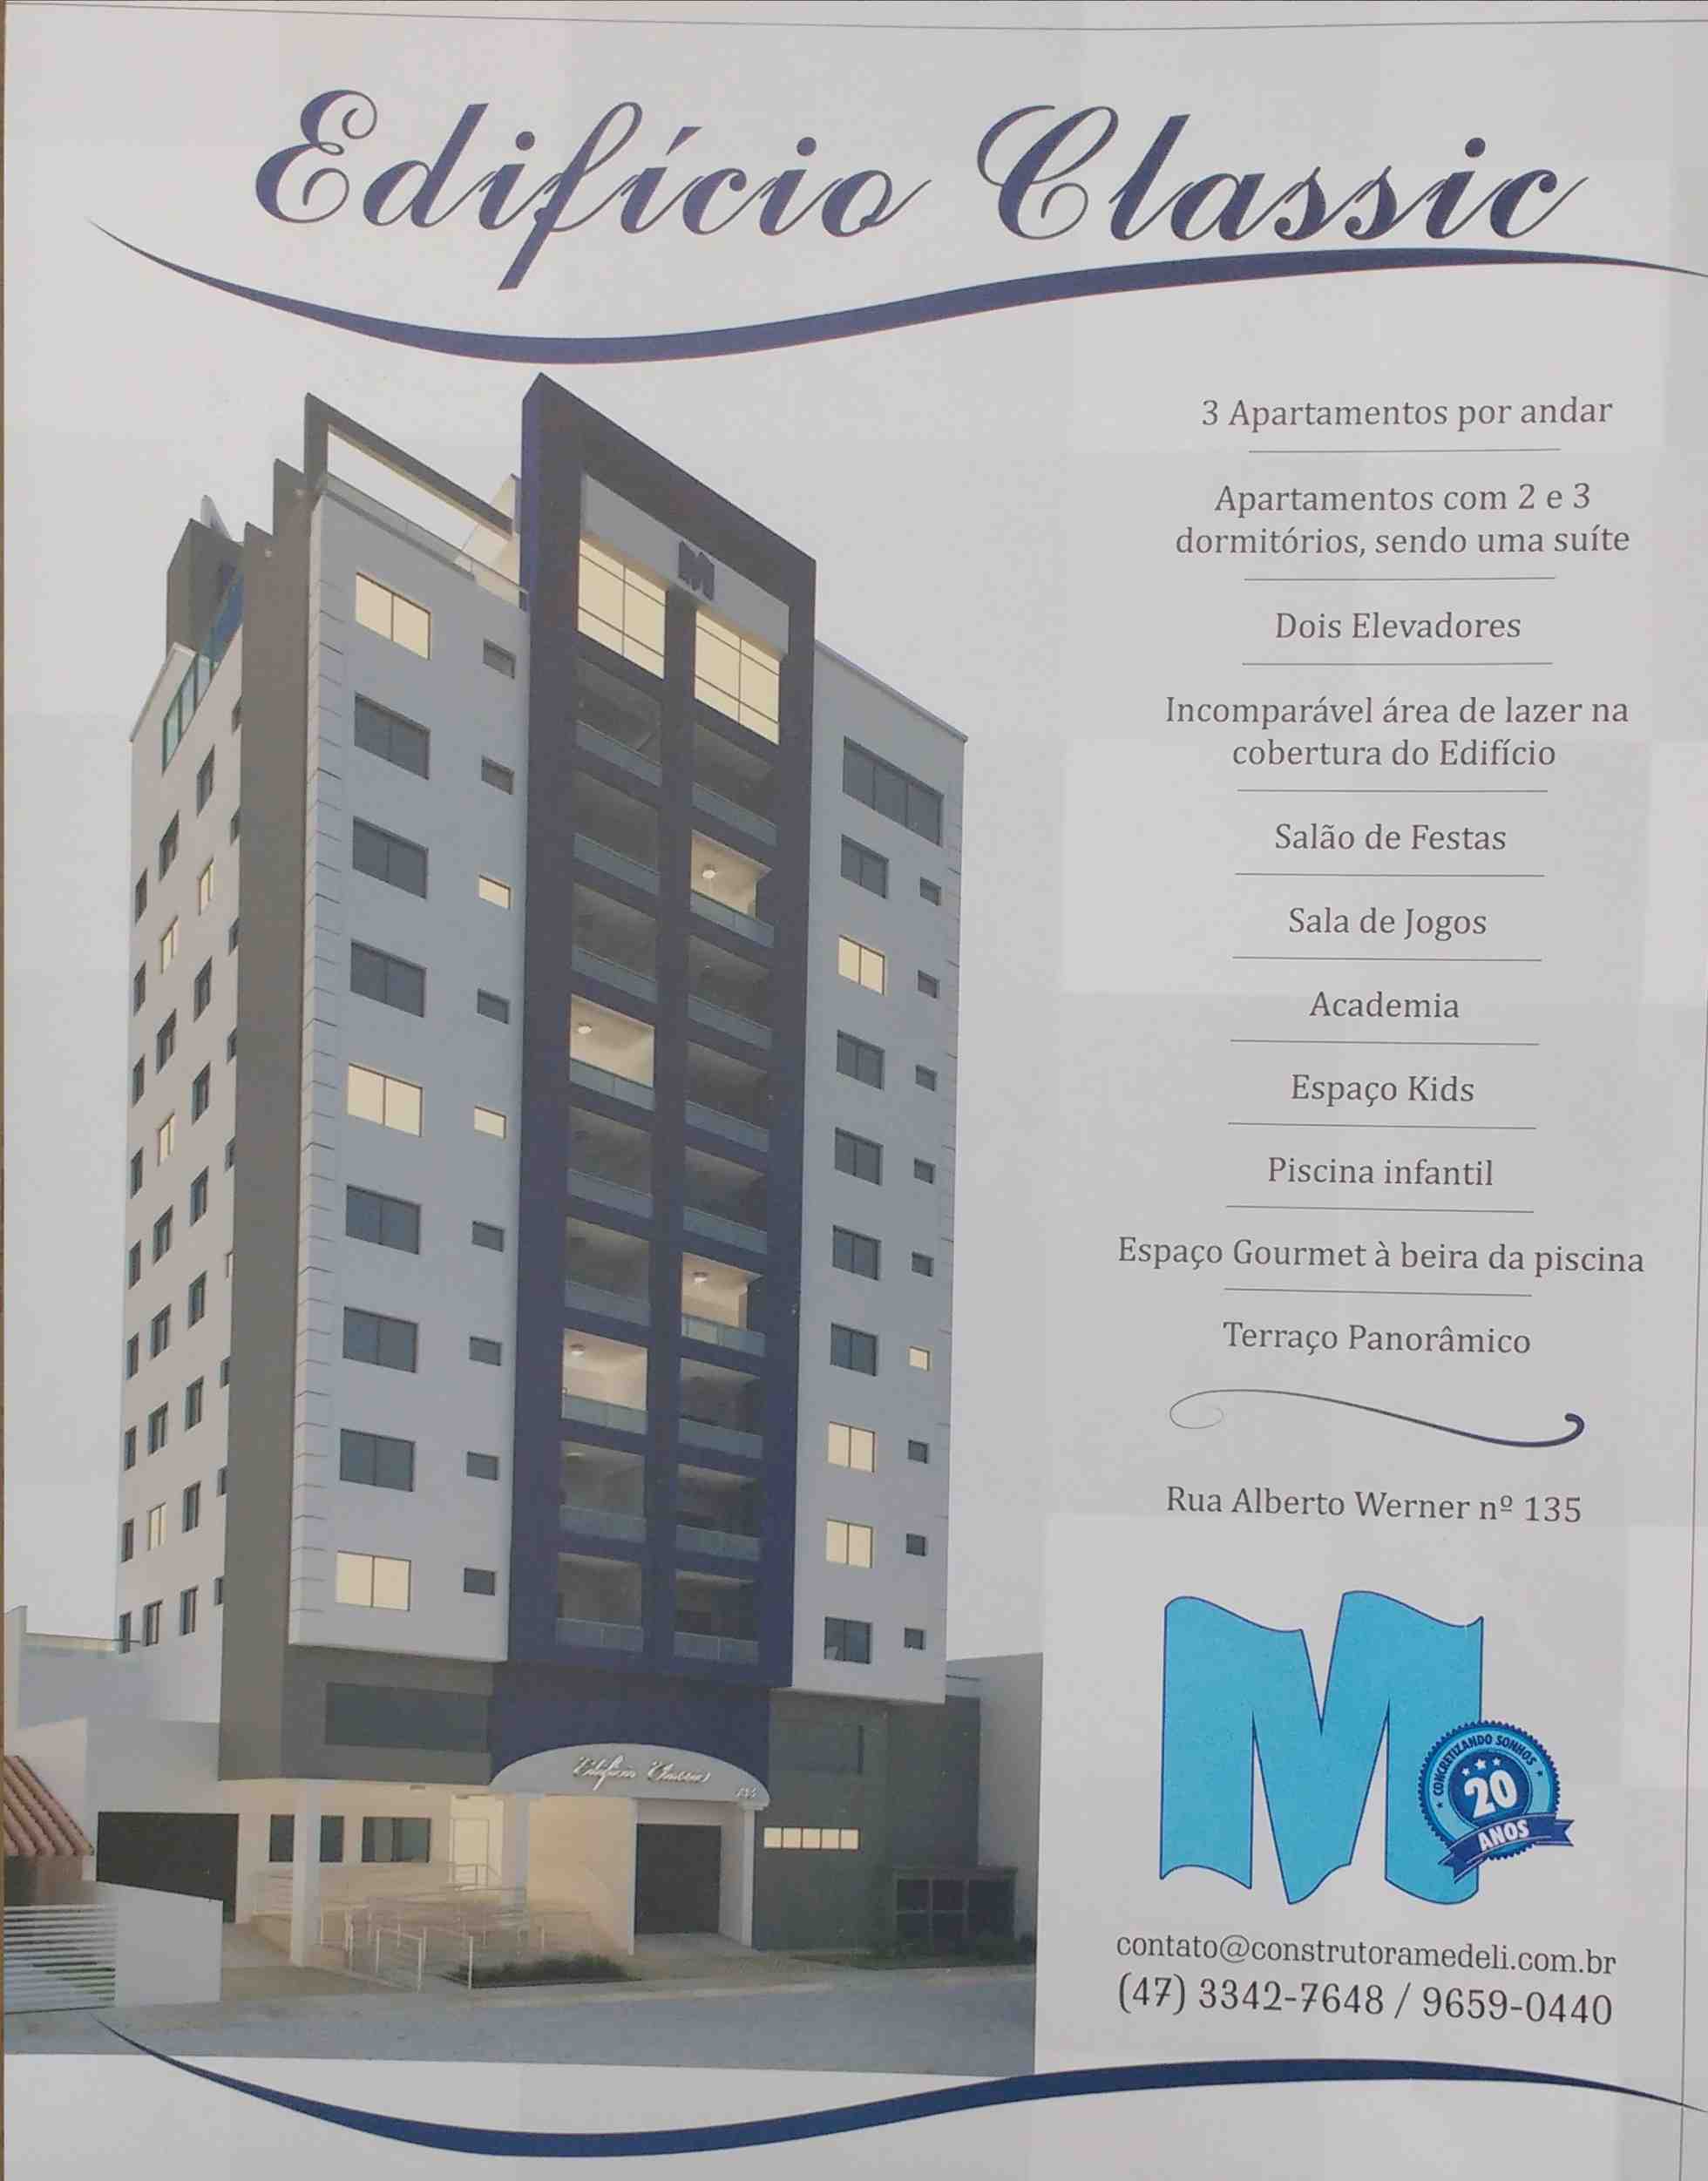 Edifício Classic
3 Apartamentos por andar
Apartamentos com 2 e 3
dormitórios, sendo uma suíte
Dois Elevadores
Incomparável área de lazer na
cobertura do Edifício
Salão de Festas
Sala de Jogos
Academia
Espaço Kids
Piscina infantil
Espaço Gourmet à beira da piscina
Terraço Panorâmico
Rua Alberto Werner nº 135
M
CONCRETIZANDO SONHOS
20
ANOS
contato@construtoramedeli.com.br
(47) 3342-7648 / 9659-0440
M
Edifício Classic
135